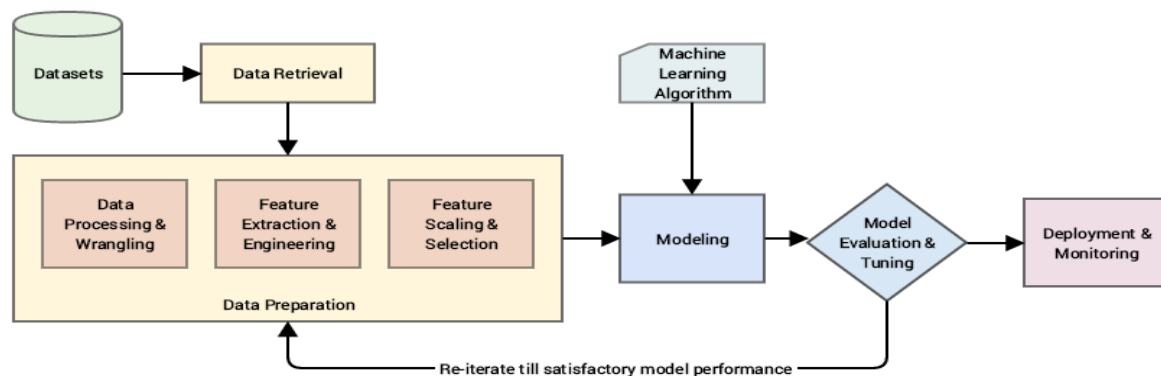 Datasets
Data Retrieval
Machine
Learning
Algorithm
Data
Processing &
Wrangling
Feature
Extraction &
Engineering
Feature
Scaling &
Selection
Data Preparation
Modeling
Model
Evaluation &
Tuning
Deployment &
Monitoring
Re-iterate till satisfactory model performance